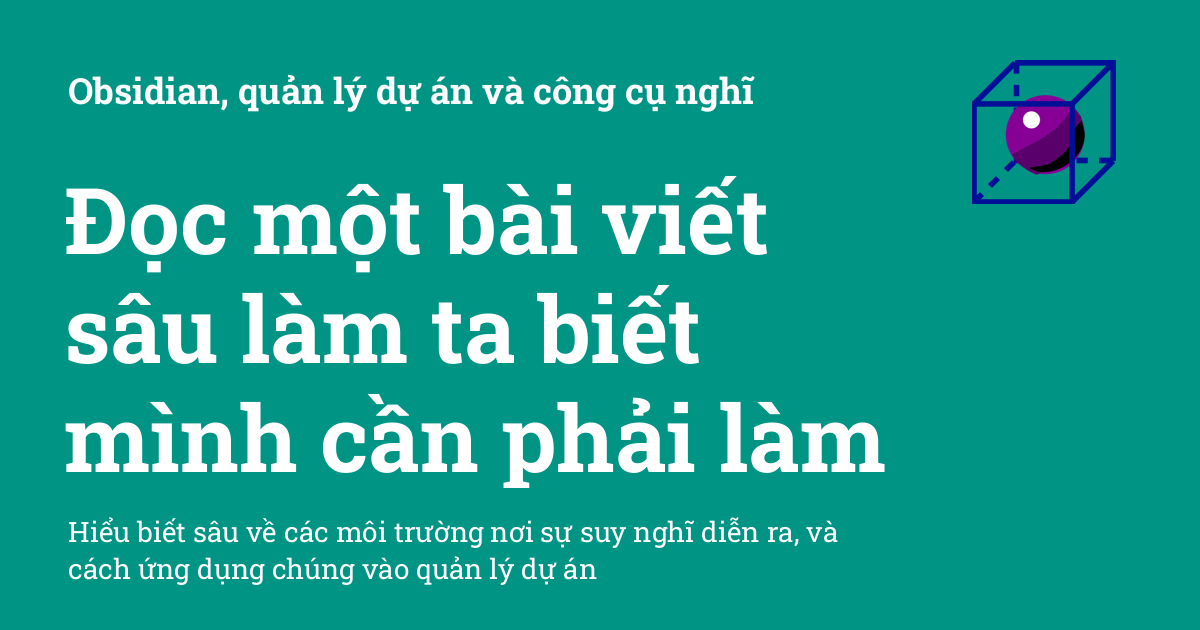 Obsidian, quản lý dự án và công cụ nghĩ
Đọc một bài viết
sâu làm ta biết
mình cần phải làm
Hiểu biết sâu về các môi trường nơi sự suy nghĩ diễn ra, và
cách ứng dụng chúng vào quản lý dự án